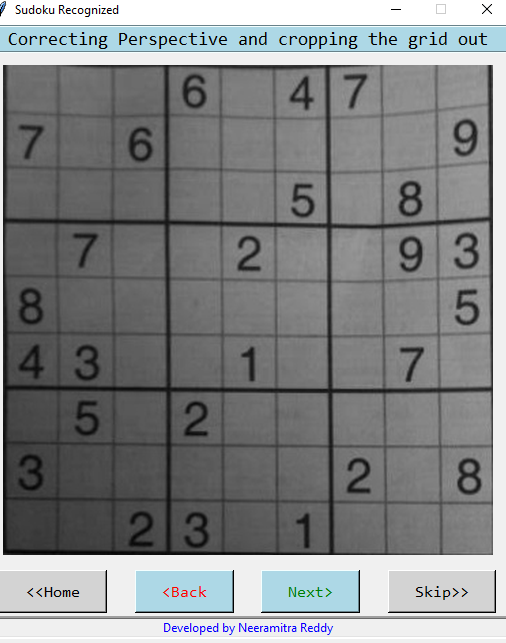 Sudoku Recognized
Correcting Perspective and cropping the grid out
6 4 7
7 6 9
5 8
7 2 9 3
8 5
4 3 1 7
5 2
3 2 8
2 3 1
<<Home <Back Next> Skip>>
Developed by Neeramitra Reddy